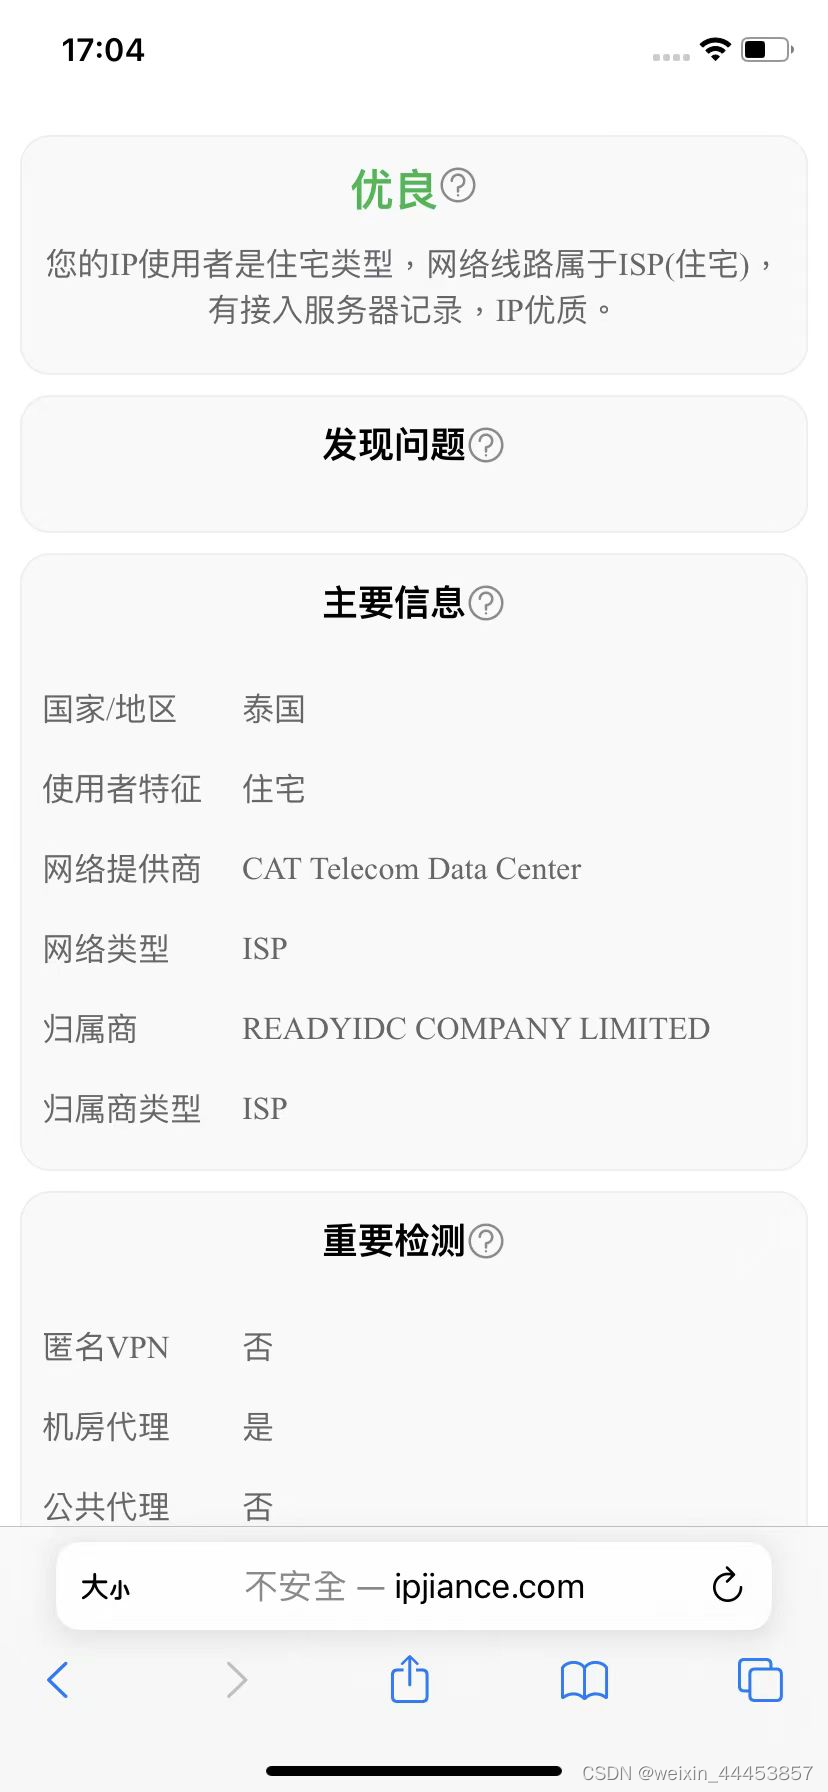 17:04
优良
您的IP使用者是住宅类型，网络线路属于ISP(住宅)，
有接入服务器记录，IP优质。
发现问题
主要信息
国家/地区 泰国
使用者特征 住宅
网络提供商 CAT Telecom Data Center
网络类型 ISP
归属商 READYIDC COMPANY LIMITED
归属商类型 ISP
重要检测
匿名VPN 否
机房代理 是
公共代理 否
大小 不安全 — ipjiance.com
CSDN @weixin_44453857